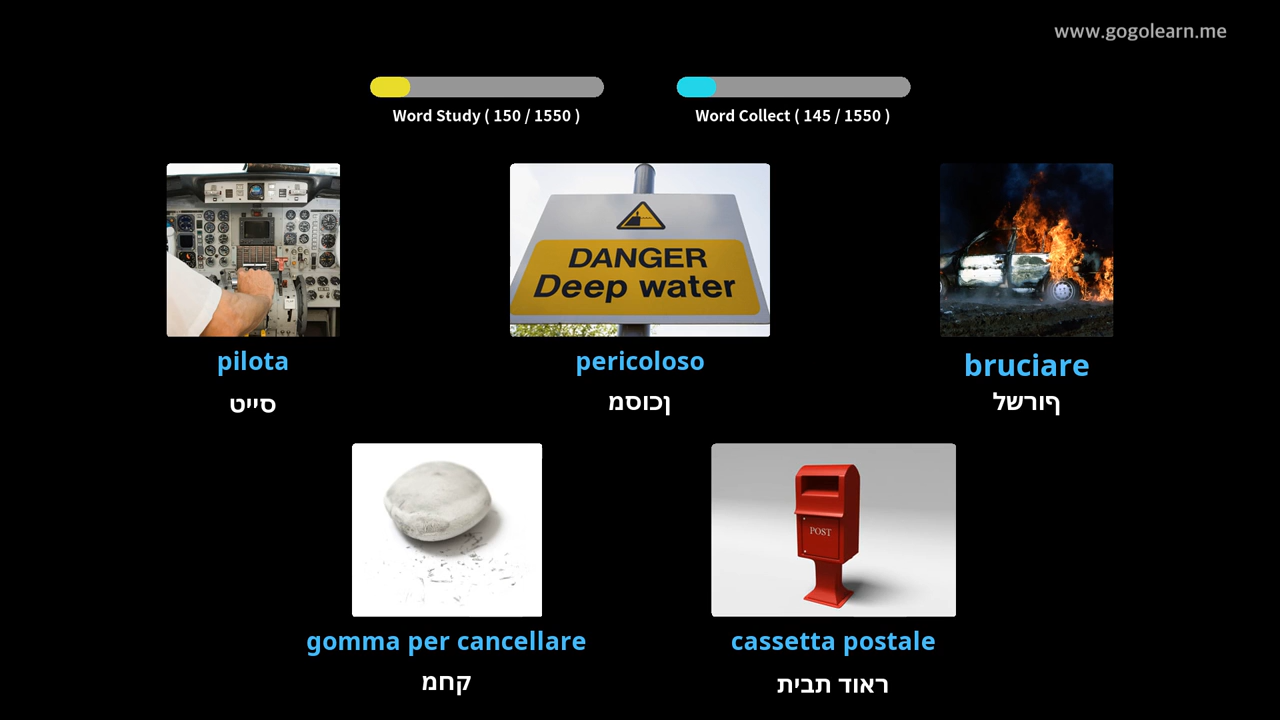 www.gogolearn.me
Word Study ( 150 / 1550 )
Word Collect ( 145 / 1550 )
DANGER
Deep water
pilota
pericoloso
bruciare
סייט
ןכוסמ
ףורשל
POST
gomma per cancellare
cassetta postale
קחמ
ראוד תבית